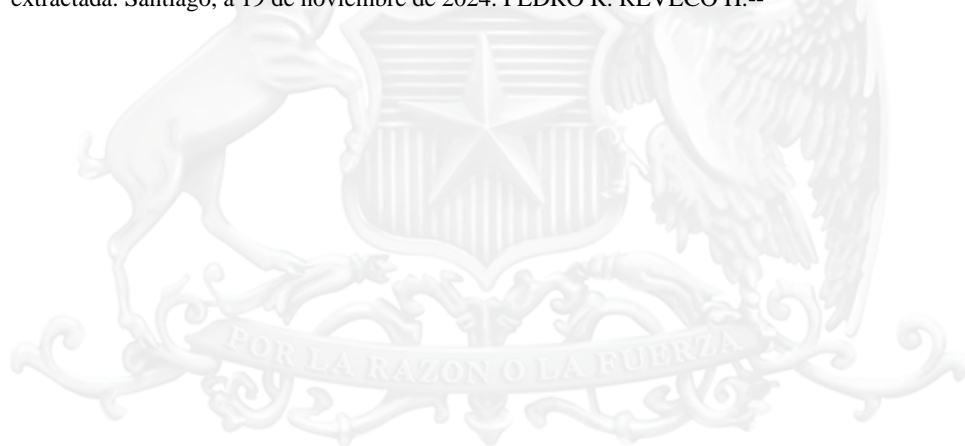 extractada. Santiago, a 19 de noviembre de 2024. PEDRO R. REVECO H.--
POR LA RAZON O LA FUERZA